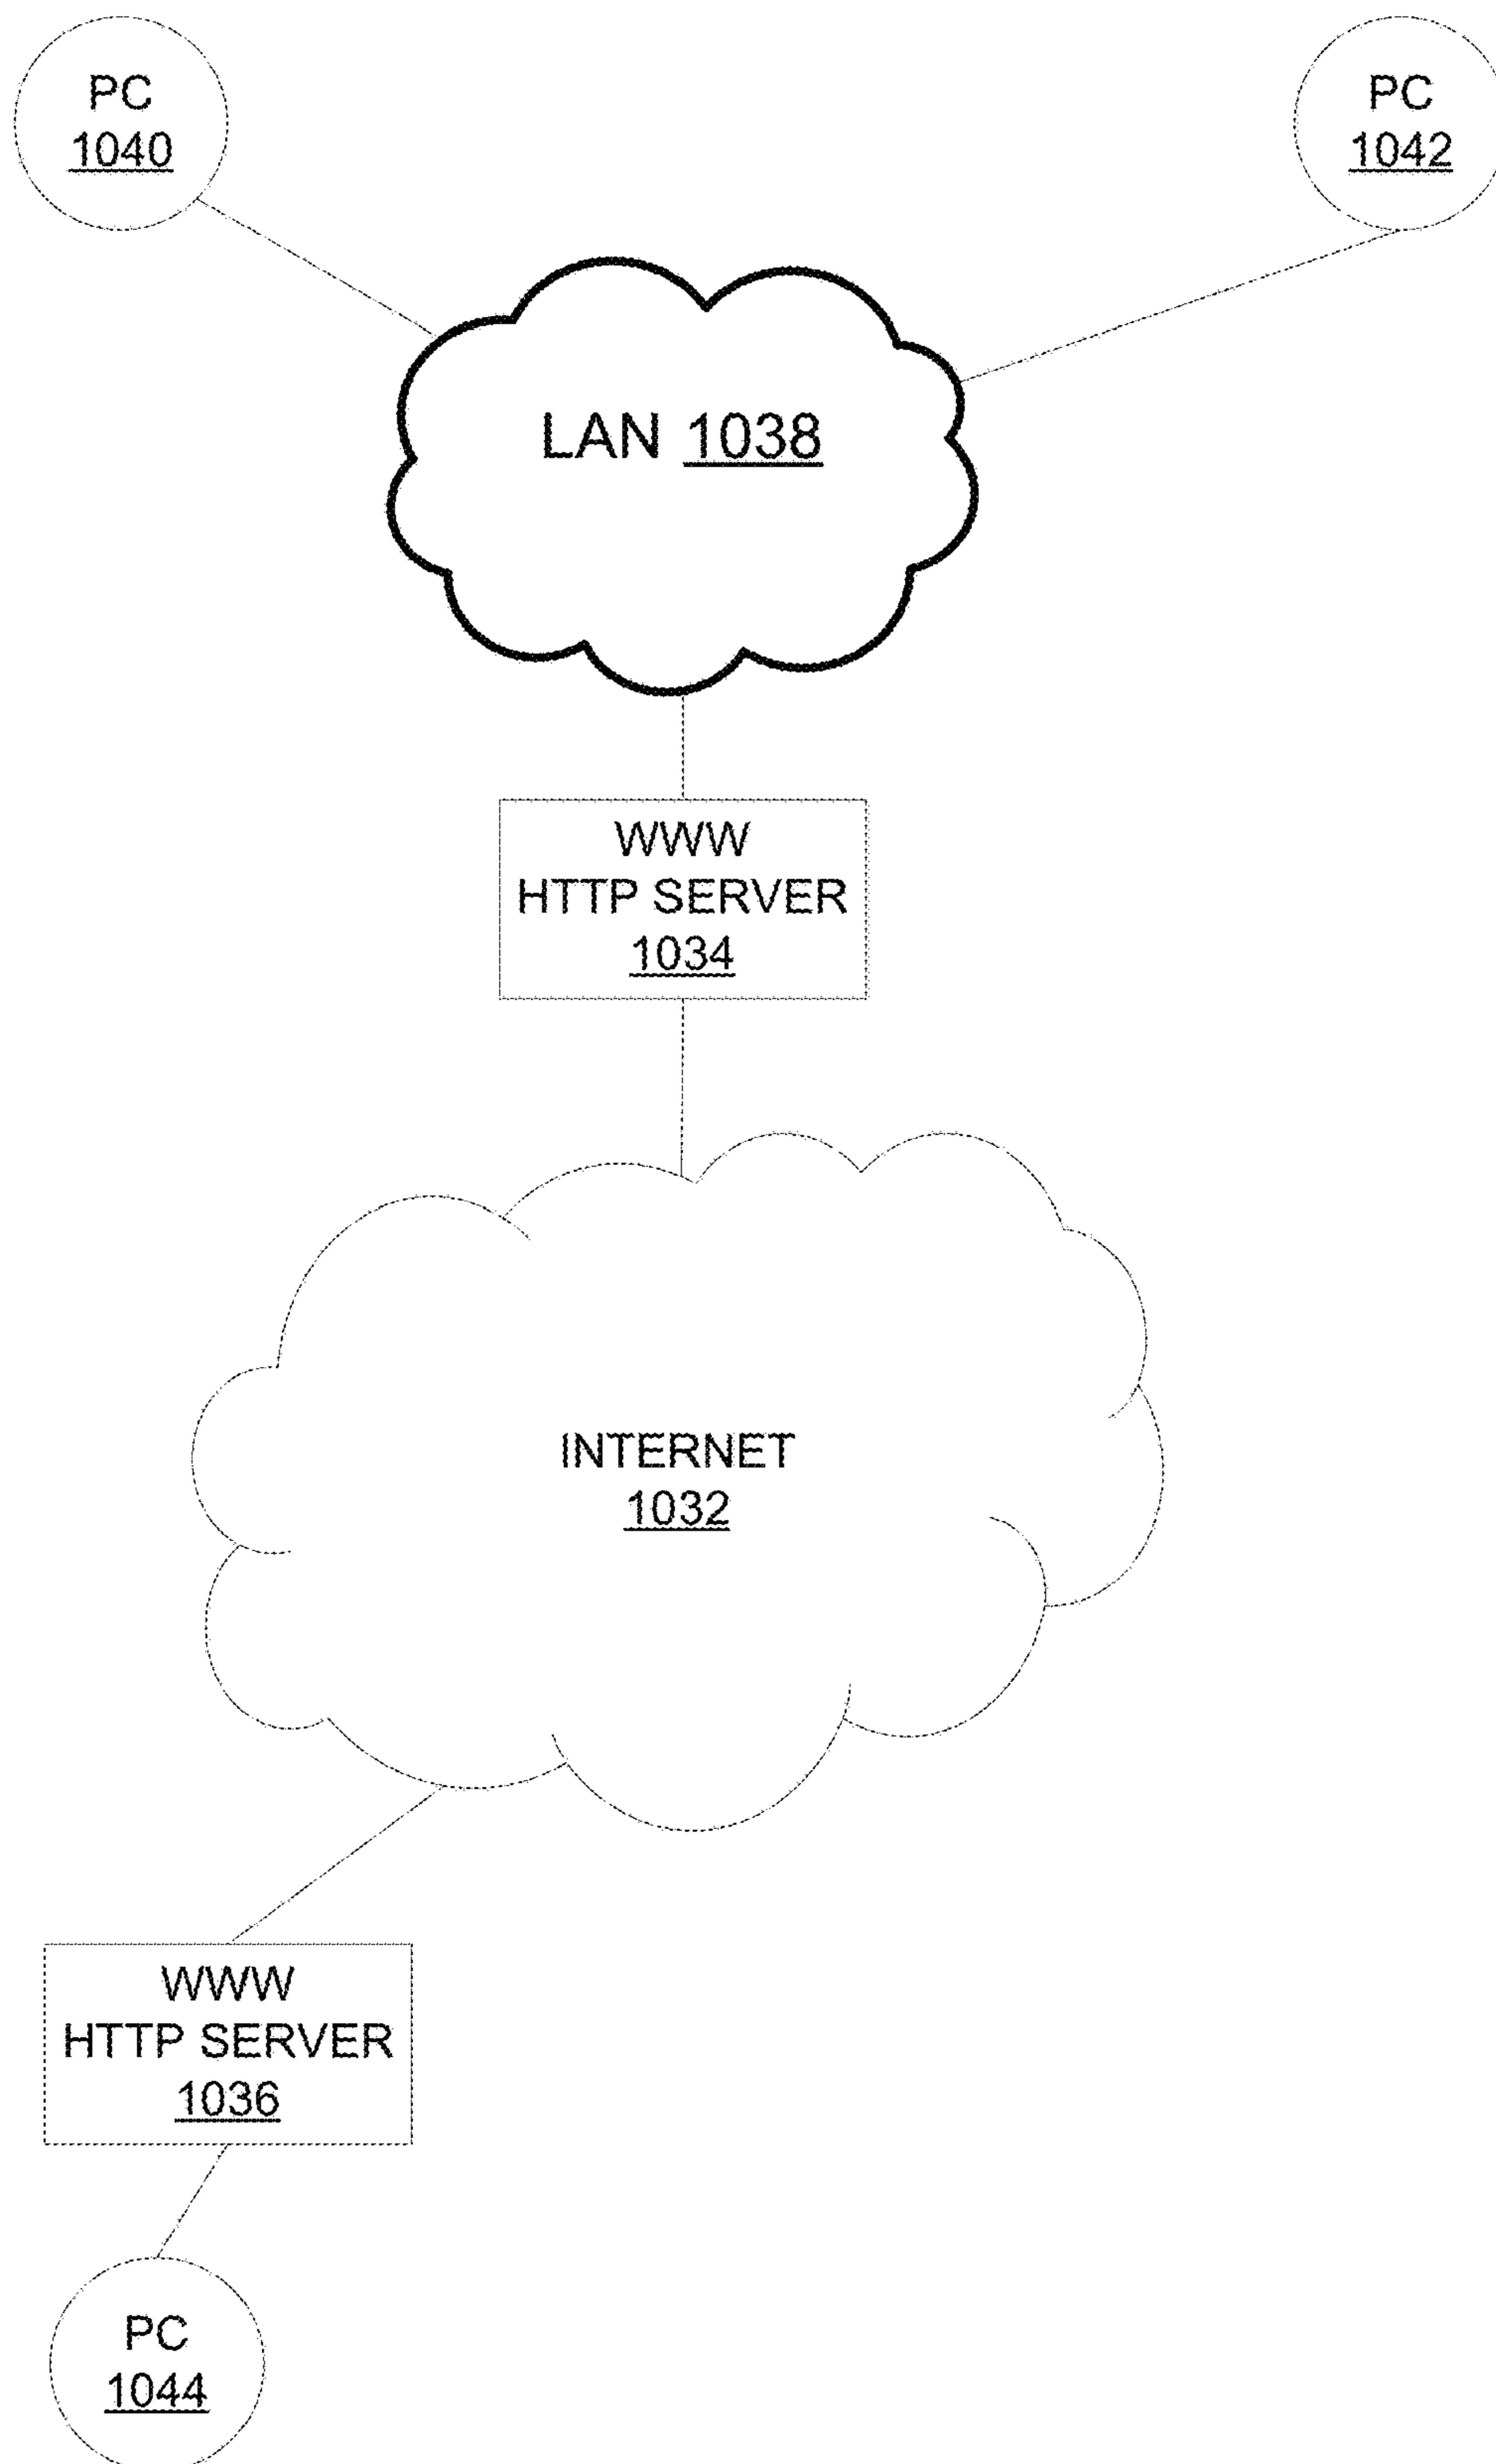 PC
1040
PC
1042
LAN 1038
WWW
HTTP SERVER
1034
INTERNET
1032
WWW
HTTP SERVER
1036
PC
1044